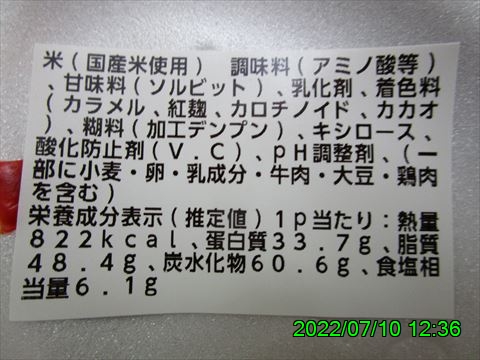 米(国産米使用) 調味料(アミノ酸等)
、甘味料(ソルビット)、乳化剤、着色料
(カラメル、紅麹、カロチノイド、カカオ
)、糊料(加工デンプン)、キシロース、
酸化防止剤(V.C)、pH調整剤、(一
部に小麦・卵・乳成分・牛肉・大豆・鶏肉
を含む)
栄養成分表示(推定値)1p当たり:熱量
822kcal、蛋白質33.7g、脂質
48.4g、炭水化物60.6g、食塩相
当量6.1g
2022/07/10 12:36